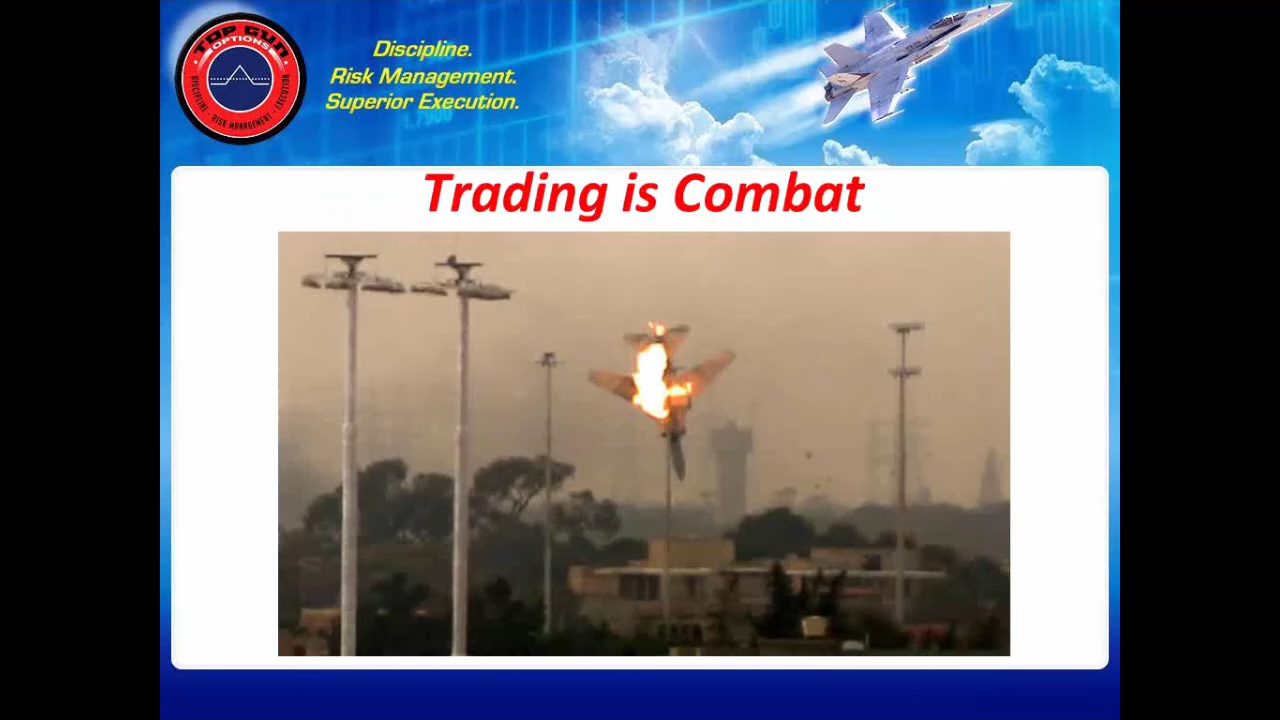 TOP GUN
OPTIONS
DISCIPLINE - RISK MANAGEMENT - EXECUTION
Discipline.
Risk Management.
Superior Execution.
Trading is Combat